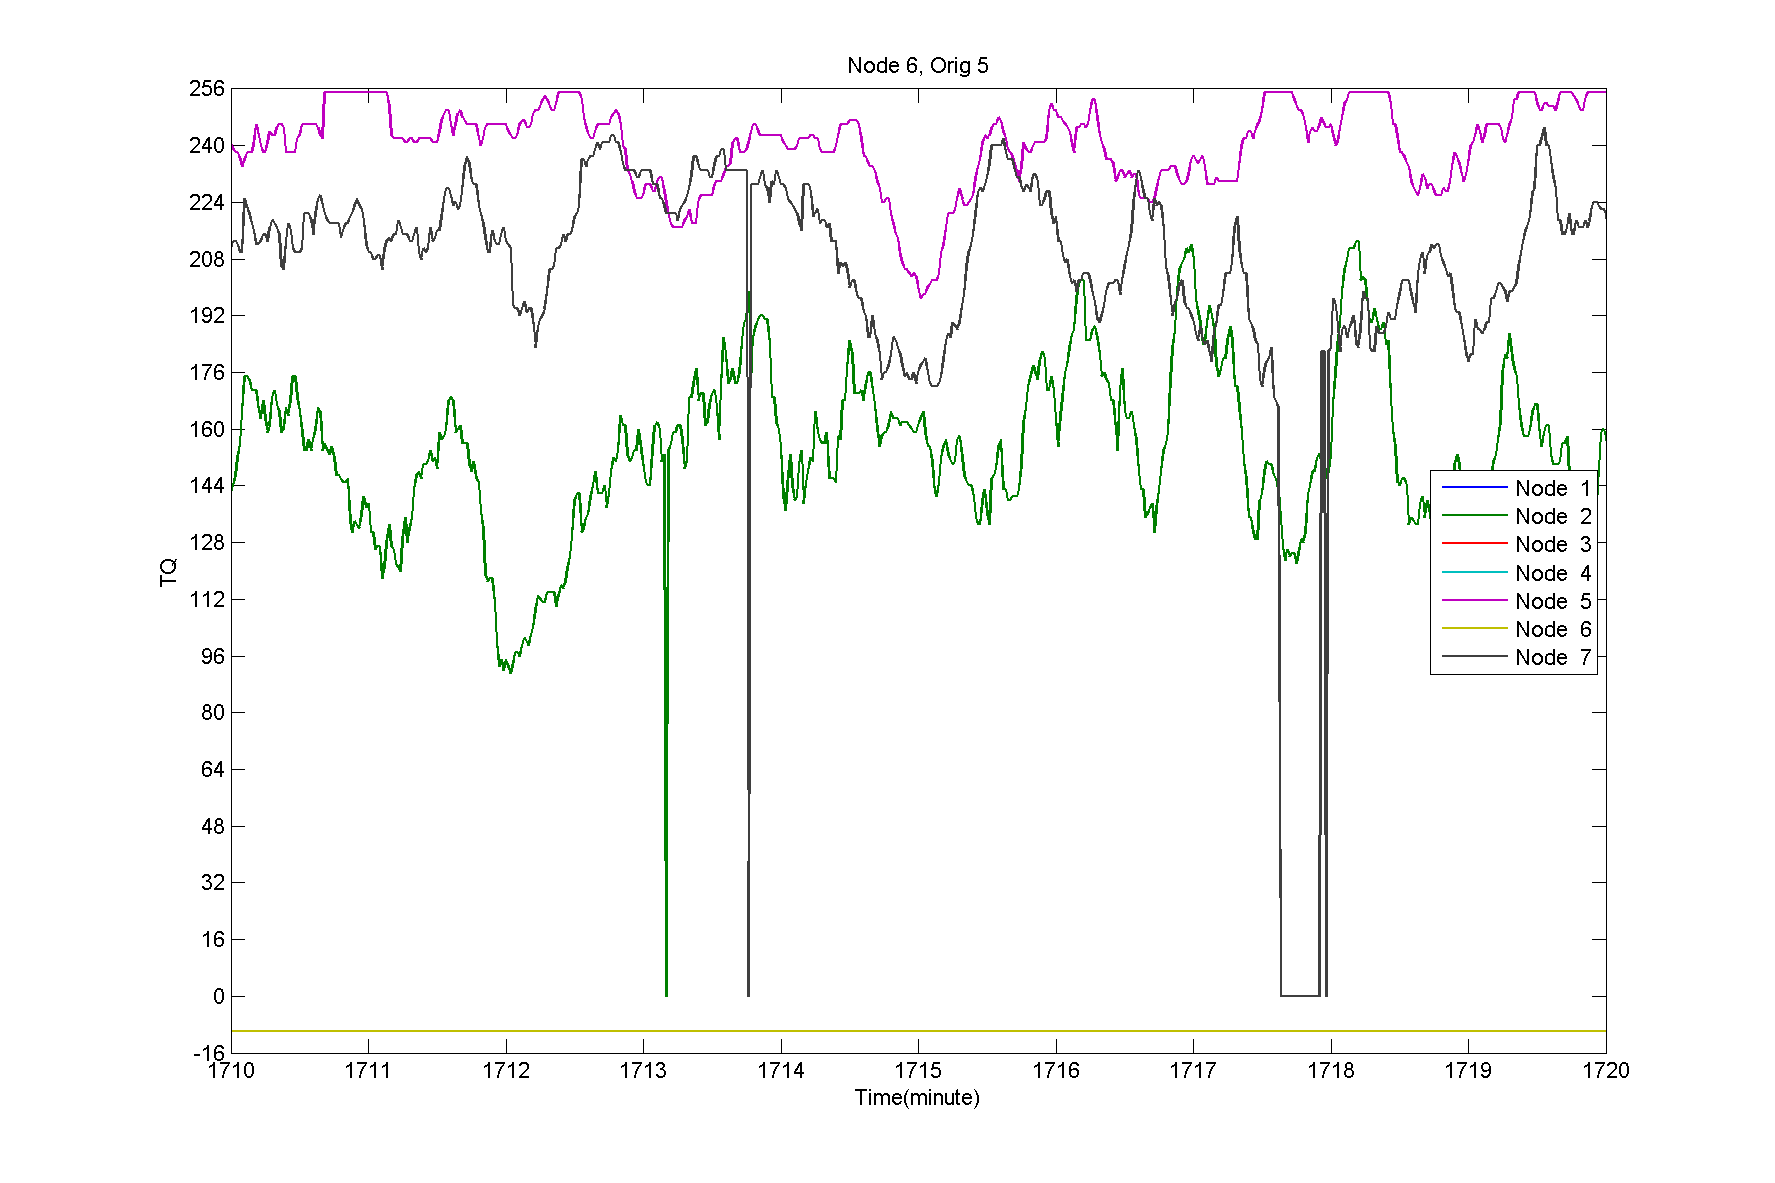 Node 6, Orig 5
256
240
224
208
192
176
160
144
128
112
96
80
64
48
32
16
0
-16
TQ
1710 1711 1712 1713 1714 1715 1716 1717 1718 1719 1720
Time(minute)
Node 1
Node 2
Node 3
Node 4
Node 5
Node 6
Node 7